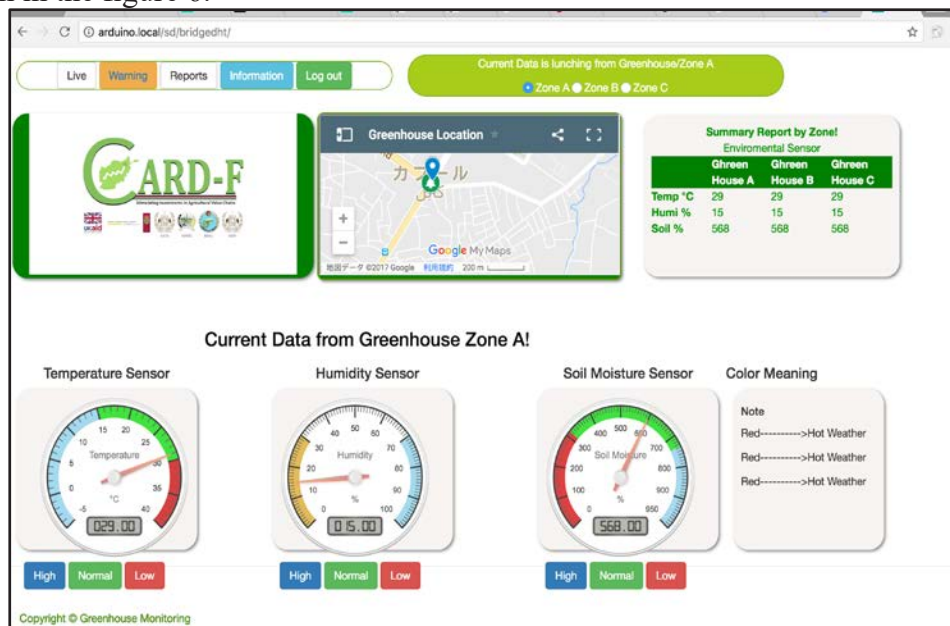 arduino.local/sd/bridgedht/
Live Warning Reports Information Log out
Current Data is lunching from Greenhouse/Zone A
Zone A Zone B Zone C
CARD-F
Greenhouse Location
カブール
کابل
Google My Maps
地図データ ©2017 Google 利用規約 200 m
Summary Report by Zone!
Enviromental Sensor
Ghreen House A Ghreen House B Ghreen House C
Temp °C 29 29 29
Humi % 15 15 15
Soil % 568 568 568
Current Data from Greenhouse Zone A!
Temperature Sensor
-5 0 5 10 15 20 25 30 35 40
Temperature
°C
029.00
High Normal Low
Humidity Sensor
0 10 20 30 40 50 60 70 80 90 100
Humidity
%
015.00
High Normal Low
Soil Moisture Sensor
0 100 200 300 400 500 600 700 800 900 950
Soil Moisture
%
568.00
High Normal Low
Color Meaning
Note
Red---------->Hot Weather
Red---------->Hot Weather
Red---------->Hot Weather
Copyright © Greenhouse Monitoring